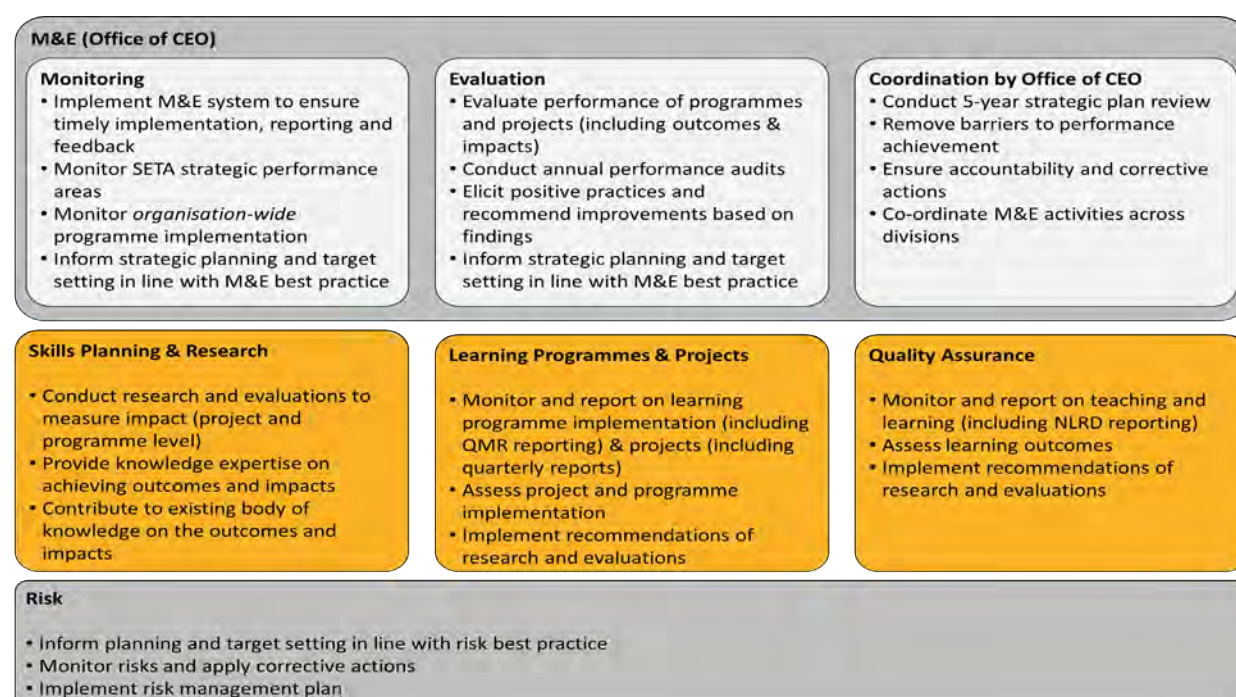 M&E (Office of CEO)
Monitoring
• Implement M&E system to ensure
timely implementation, reporting and
feedback
• Monitor SETA strategic performance
areas
• Monitor organisation-wide
programme implementation
• Inform strategic planning and target
setting in line with M&E best practice
Evaluation
• Evaluate performance of programmes
and projects (including outcomes &
impacts)
• Conduct annual performance audits
• Elicit positive practices and
recommend improvements based on
findings
• Inform strategic planning and target
setting in line with M&E best practice
Coordination by Office of CEO
• Conduct 5-year strategic plan review
• Remove barriers to performance
achievement
• Ensure accountability and corrective
actions
• Co-ordinate M&E activities across
divisions
Skills Planning & Research
• Conduct research and evaluations to
measure impact (project and
programme level)
• Provide knowledge expertise on
achieving outcomes and impacts
• Contribute to existing body of
knowledge on the outcomes and
impacts
Learning Programmes & Projects
• Monitor and report on learning
programme implementation (including
QMR reporting) & projects (including
quarterly reports)
• Assess project and programme
implementation
• Implement recommendations of
research and evaluations
Quality Assurance
• Monitor and report on teaching and
learning (including NLRD reporting)
• Assess learning outcomes
• Implement recommendations of
research and evaluations
Risk
• Inform planning and target setting in line with risk best practice
• Monitor risks and apply corrective actions
• Implement risk management plan